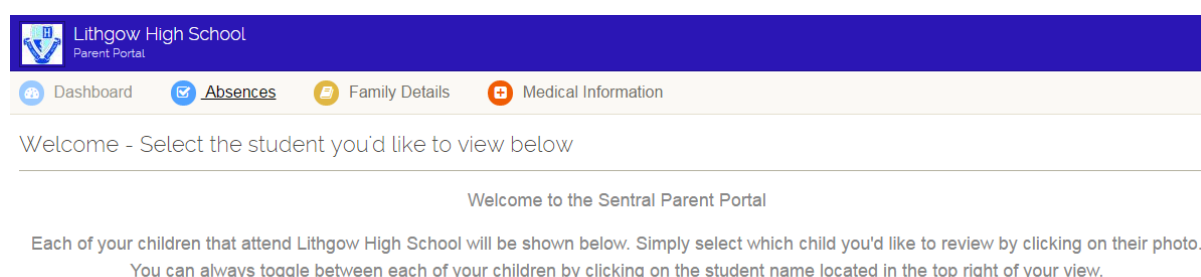 Lithgow High School
Parent Portal
Dashboard Absences Family Details Medical Information
Welcome - Select the student you'd like to view below
Welcome to the Sentral Parent Portal
Each of your children that attend Lithgow High School will be shown below. Simply select which child you'd like to review by clicking on their photo.
You can always toggle between each of your children by clicking on the student name located in the top right of your view.